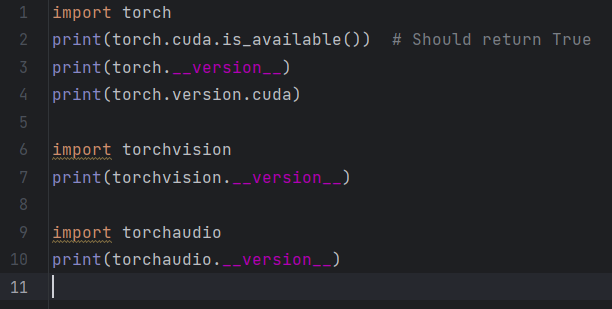 1 import torch
2 print(torch.cuda.is_available())  # Should return True
3 print(torch.__version__)
4 print(torch.version.cuda)
5
6 import torchvision
7 print(torchvision.__version__)
8
9 import torchaudio
10 print(torchaudio.__version__)
11